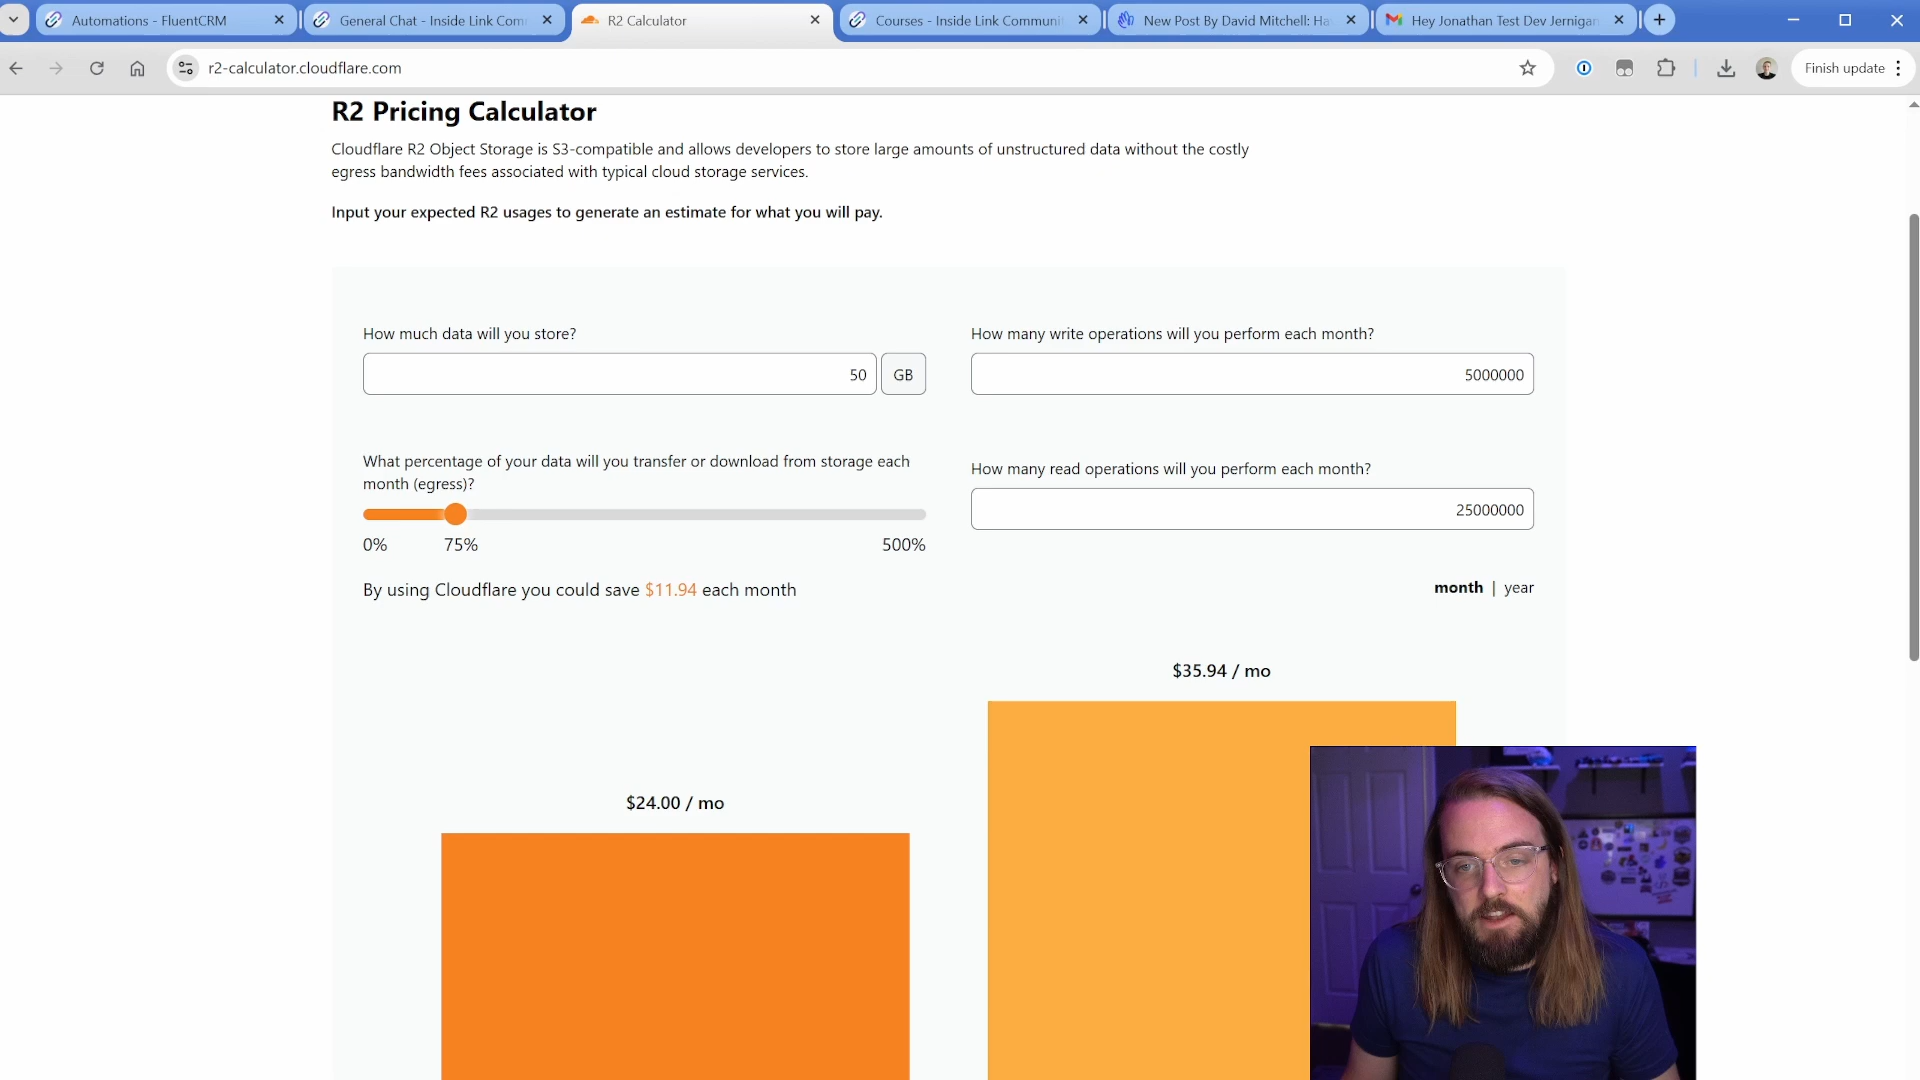 Automations - FluentCRM
General Chat - Inside Link Com
R2 Calculator
Courses - Inside Link Communi
New Post By David Mitchell: Ha
Hey Jonathan Test Dev Jernigan
r2-calculator.cloudflare.com
Finish update
R2 Pricing Calculator
Cloudflare R2 Object Storage is S3-compatible and allows developers to store large amounts of unstructured data without the costly
egress bandwidth fees associated with typical cloud storage services.
Input your expected R2 usages to generate an estimate for what you will pay.
How much data will you store?
50 GB
How many write operations will you perform each month?
5000000
What percentage of your data will you transfer or download from storage each
month (egress)?
0% 75% 500%
How many read operations will you perform each month?
25000000
By using Cloudflare you could save $11.94 each month
month | year
$35.94 / mo
$24.00 / mo